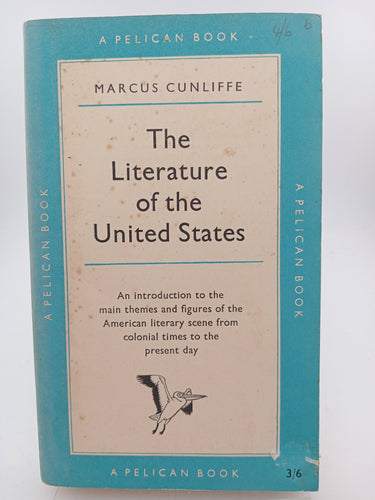 A PELICAN BOOK
4/6 6
MARCUS CUNLIFFE
The
Literature
of the
United States
A PELICAN BOOK
A PELICAN BOOK
An introduction to the
main themes and figures of the
American literary scene from
colonial times to the
present day
A PELICAN BOOK
3/6